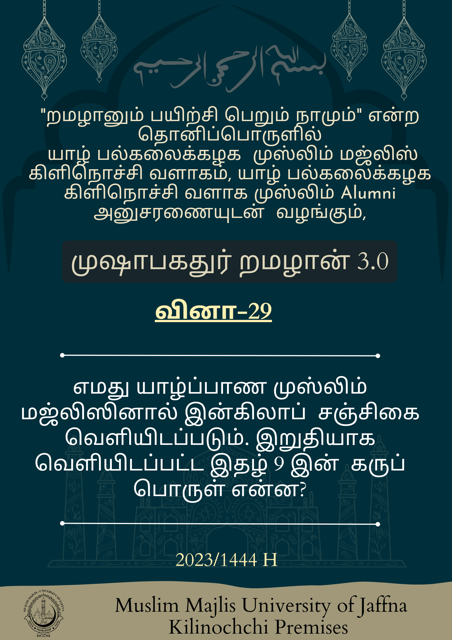 بسم الله الرحمن الرحيم
"றமழானும் பயிற்சி பெறும் நாமும்" என்ற
தொனிப்பொருளில்
யாழ் பல்கலைக்கழக முஸ்லிம் மஜ்லிஸ்
கிளிநொச்சி வளாகம், யாழ் பல்கலைக்கழக
கிளிநொச்சி வளாக முஸ்லிம் Alumni
அனுசரணையுடன் வழங்கும்,
முஷாபகதுர் றமழான் 3.0
வினா-29
எமது யாழ்ப்பாண முஸ்லிம்
மஜ்லிஸினால் இன்கிலாப் சஞ்சிகை
வெளியிடப்படும். இறுதியாக
வெளியிடப்பட்ட இதழ் 9 இன் கருப்
பொருள் என்ன?
2023/1444 H
Muslim Majlis University of Jaffna
Kilinochchi Premises